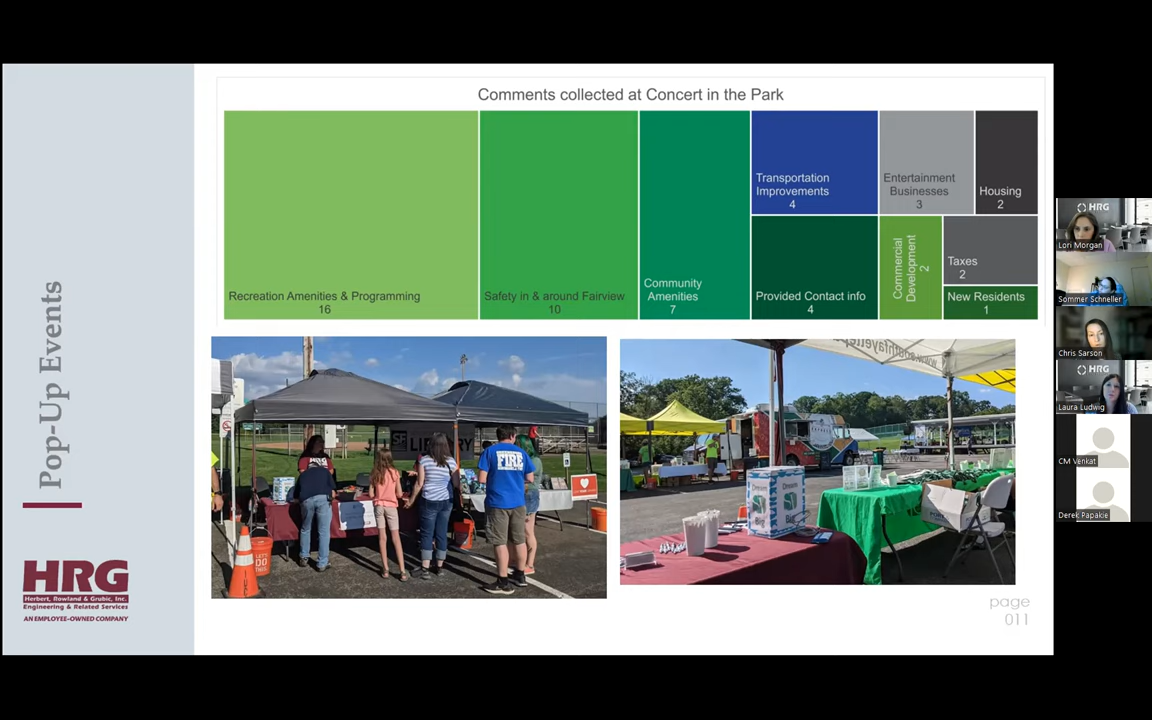 Pop-Up Events
HRG
Herbert, Rowland & Grubic, Inc.
Engineering & Related Services
AN EMPLOYEE-OWNED COMPANY
Comments collected at Concert in the Park
Recreation Amenities & Programming
16
Safety in & around Fairview
10
Community
Amenities
7
Transportation
Improvements
4
Provided Contact info
4
Entertainment
Businesses
3
Housing
2
Commercial
Development
2
Taxes
2
New Residents
1
SF LIBRARY
FIRE
Dream
Big
page
011
HRG
Lori Morgan
Sommer Schneller
Chris Sarson
HRG
Laura Ludwig
CM Venkat
Derek Papakie